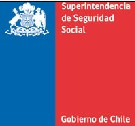 Superintendencia
de Seguridad
Social
Gobierno de Chile